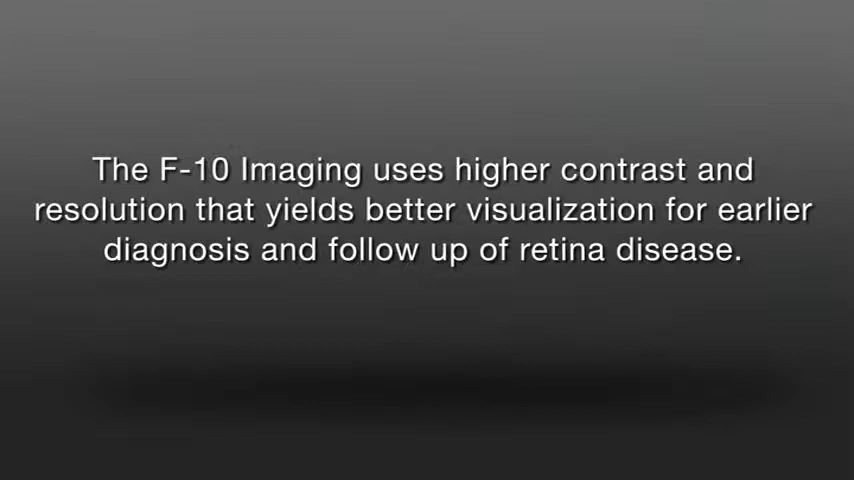 The F-10 Imaging uses higher contrast and
resolution that yields better visualization for earlier
diagnosis and follow up of retina disease.